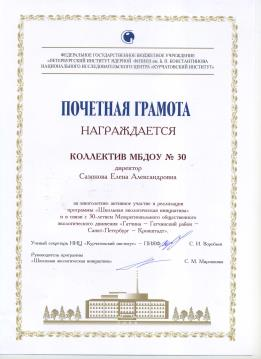 ФЕДЕРАЛЬНОЕ ГОСУДАРСТВЕННОЕ БЮДЖЕТНОЕ УЧРЕЖДЕНИЕ
«ПЕТЕРБУРГСКИЙ ИНСТИТУТ ЯДЕРНОЙ ФИЗИКИ им. Б. П. КОНСТАНТИНОВА
НАЦИОНАЛЬНОГО ИССЛЕДОВАТЕЛЬСКОГО ЦЕНТРА «КУРЧАТОВСКИЙ ИНСТИТУТ»
ПОЧЕТНАЯ ГРАМОТА
НАГРАЖДАЕТСЯ
КОЛЛЕКТИВ МБДОУ № 30
директор
Сазанова Елена Александровна
за многолетнее активное участие в реализации
программы «Школьная экологическая инициатива»
и в связи с 30-летием Межрегионального общественного
экологического движения «Гатчина – Гатчинский район –
Санкт-Петербург – Кронштадт».
Ученый секретарь НИЦ «Курчатовский институт» – ПИЯФ С. И. Воробьев
Руководитель программы
«Школьная экологическая инициатива» С. М.